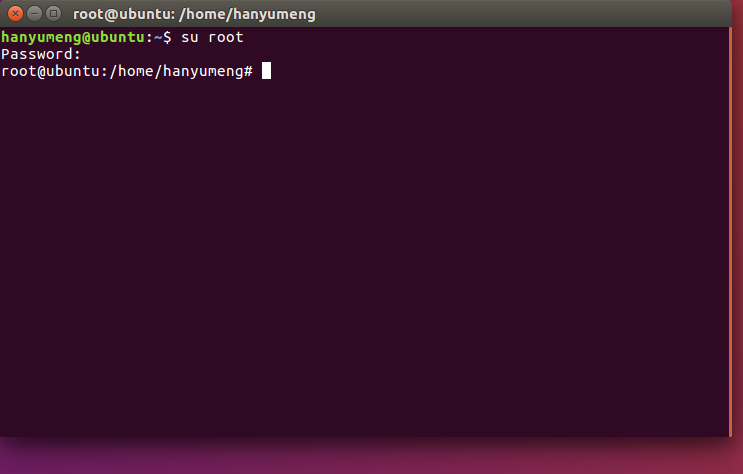 root@ubuntu: /home/hanyumeng
hanyumeng@ubuntu:~$ su root
Password:
root@ubuntu:/home/hanyumeng#